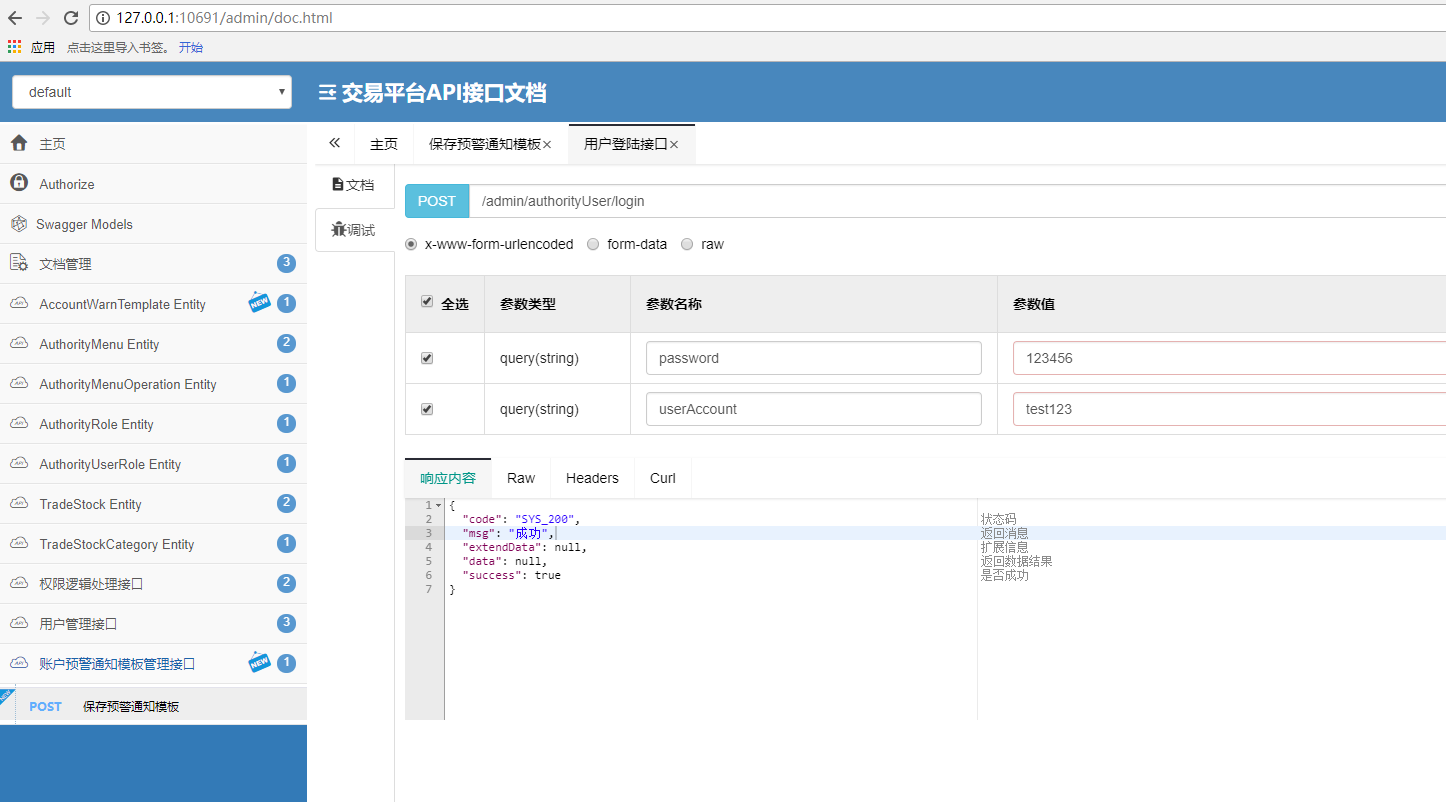 127.0.0.1:10691/admin/doc.html
应用 点击这里导入书签。 开始
default
交易平台API接口文档
主页
Authorize
Swagger Models
文档管理 3
AccountWarnTemplate Entity NEW 1
AuthorityMenu Entity 2
AuthorityMenuOperation Entity 1
AuthorityRole Entity 1
AuthorityUserRole Entity 1
TradeStock Entity 2
TradeStockCategory Entity 1
权限逻辑处理接口 2
用户管理接口 3
账户预警通知模板管理接口 NEW 1
NEW POST 保存预警通知模板
主页 保存预警通知模板× 用户登陆接口×
文档
调试
POST /admin/authorityUser/login
x-www-form-urlencoded form-data raw
全选 参数类型 参数名称 参数值
query(string) password 123456
query(string) userAccount test123
响应内容 Raw Headers Curl
1 {
2 "code": "SYS_200", 状态码
3 "msg": "成功", 返回消息
4 "extendData": null, 扩展信息
5 "data": null, 返回数据结果
6 "success": true 是否成功
7 }